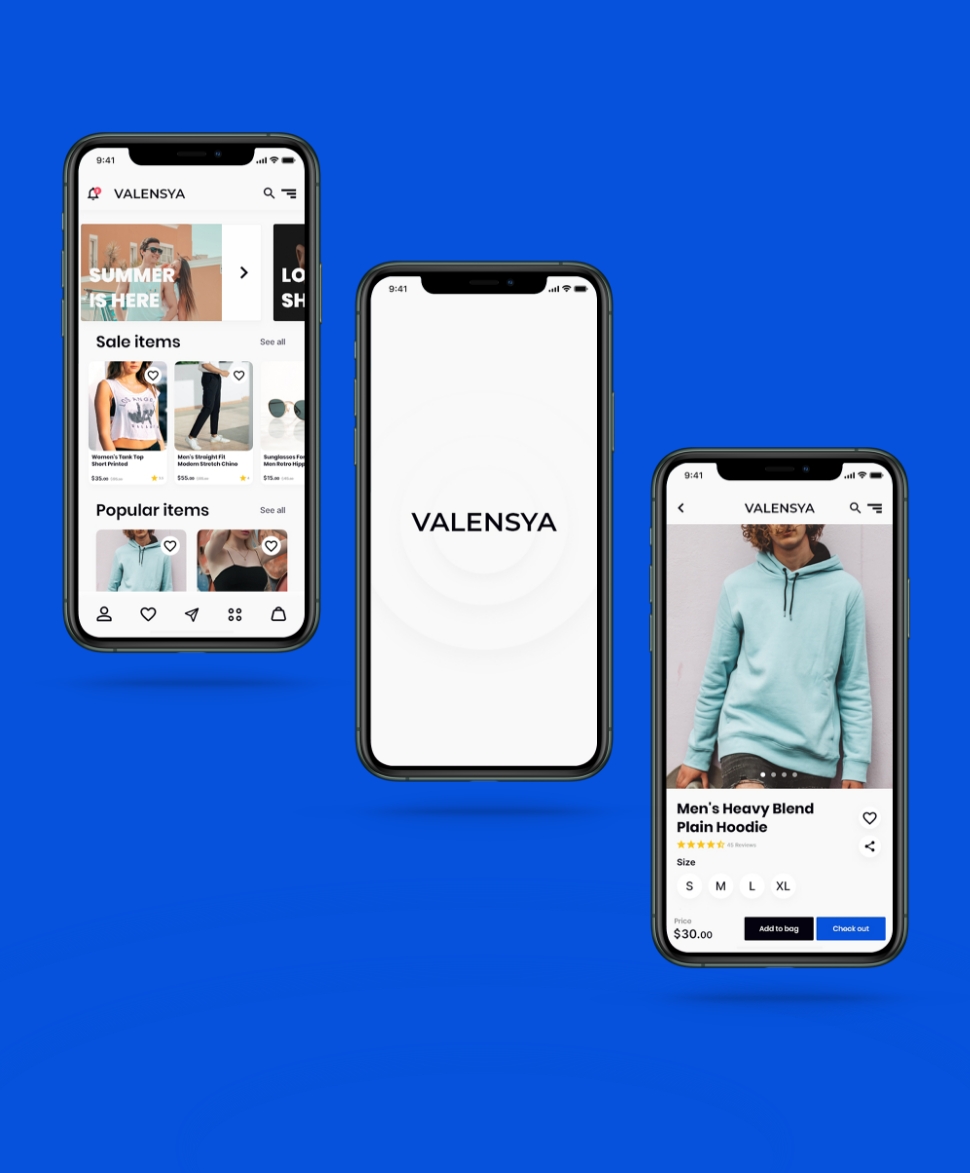 9:41
VALENSYA
SUMMER
IS HERE
LO
SH
Sale items
See all
Women's Tank Top
Short Printed
$35.00
Men's Straight Fit
Modern Stretch Chino
$55.00
Sunglasses For
Men Retro Hipp
$15.00
Popular items
See all
9:41
VALENSYA
9:41
VALENSYA
Men's Heavy Blend
Plain Hoodie
45 Reviews
Size
S M L XL
Price
$30.00
Add to bag
Check out